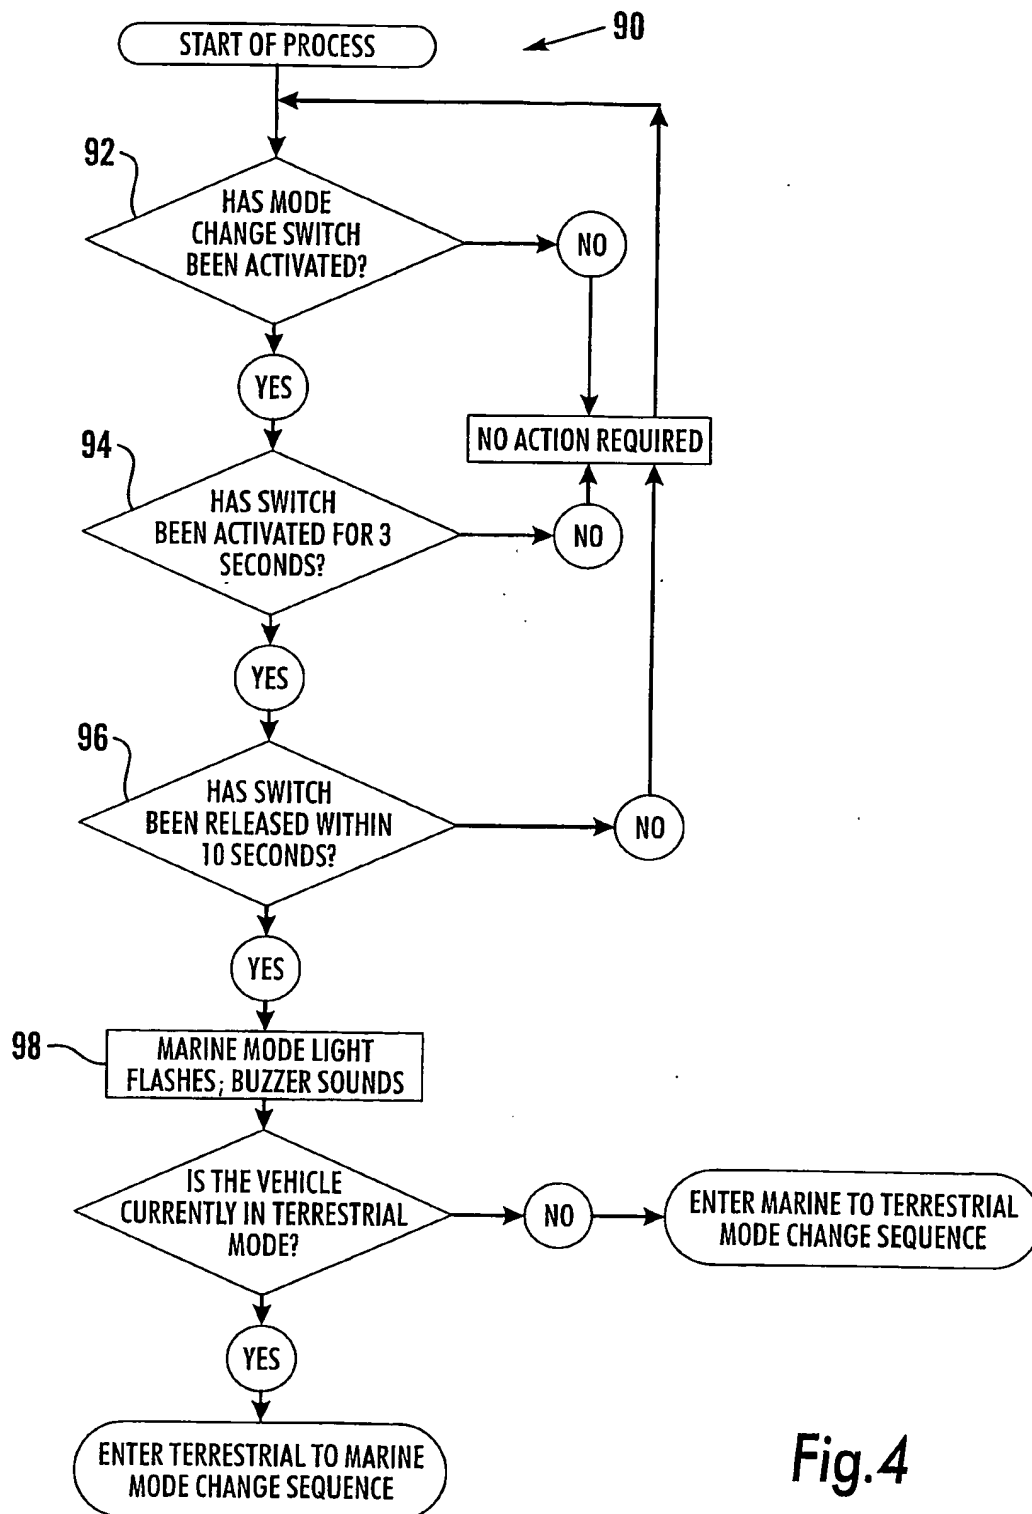 START OF PROCESS
90
92
HAS MODE
CHANGE SWITCH
BEEN ACTIVATED?
NO
YES
NO ACTION REQUIRED
94
HAS SWITCH
BEEN ACTIVATED FOR 3
SECONDS?
NO
YES
96
HAS SWITCH
BEEN RELEASED WITHIN
10 SECONDS?
NO
YES
98
MARINE MODE LIGHT
FLASHES; BUZZER SOUNDS
IS THE VEHICLE
CURRENTLY IN TERRESTRIAL
MODE?
NO
ENTER MARINE TO TERRESTRIAL
MODE CHANGE SEQUENCE
YES
ENTER TERRESTRIAL TO MARINE
MODE CHANGE SEQUENCE
Fig.4